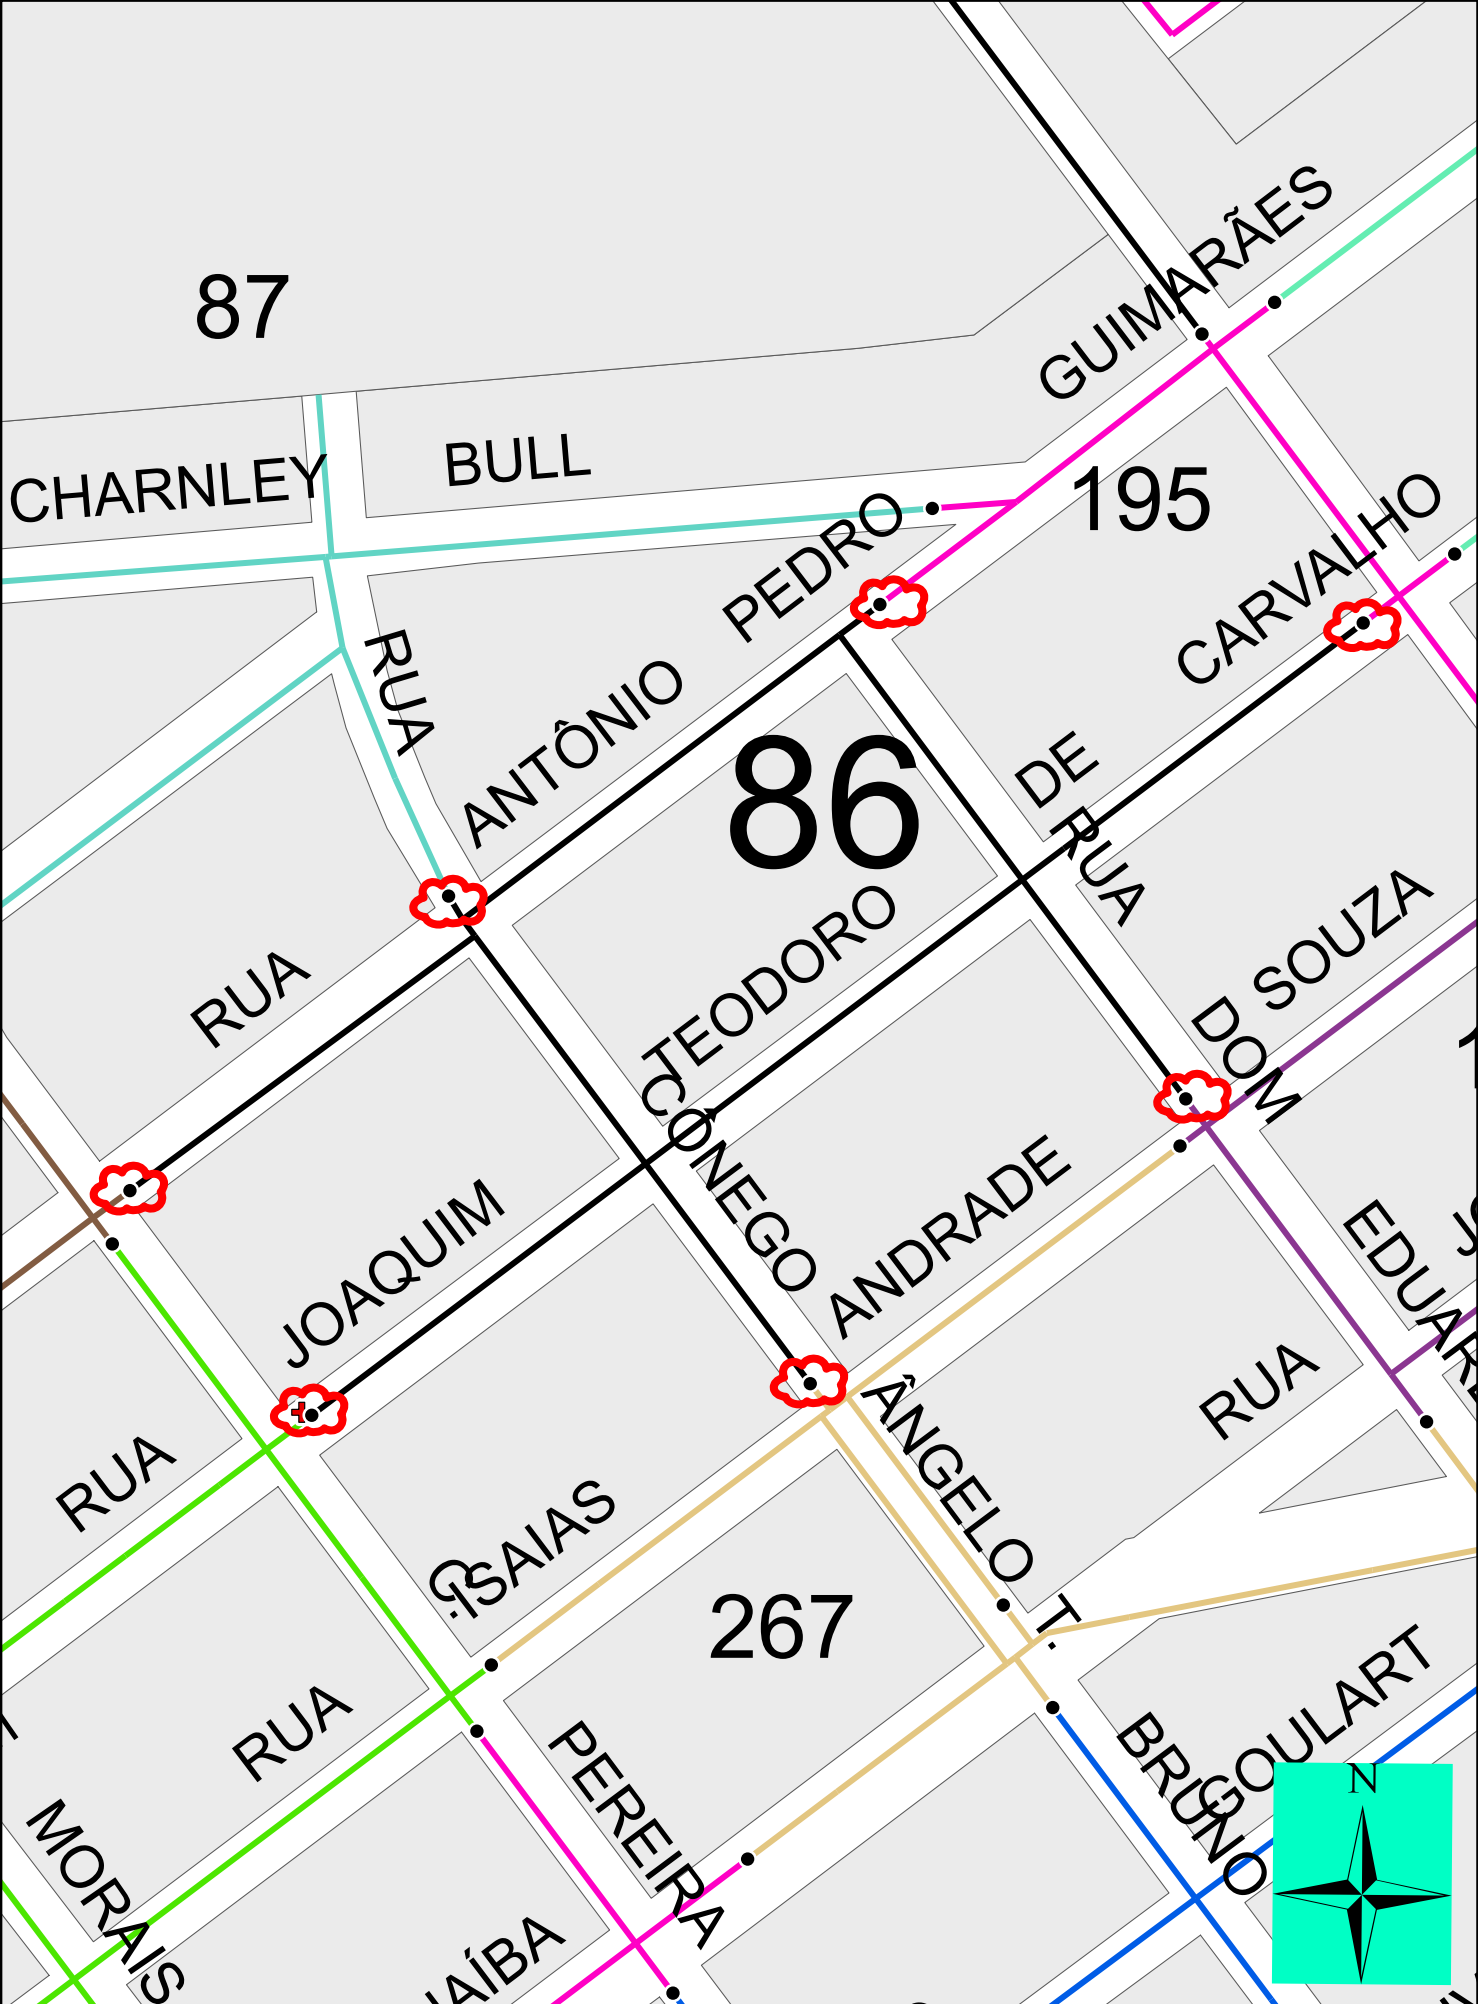 GUIMARÃES
87
CHARNLEY
BULL
195
CARVALHO
PEDRO
RUA
ANTÔNIO
86
DE
RUA
SOUZA
TEODORO
RUA
DOM
CÔNEGO
ANDRADE
JOAQUIM
RUA
ÂNGELO
RUA
ISAIAS
G.
267
T.
GOULART
RUA
PEREIRA
BRUNO
N
MORAIS